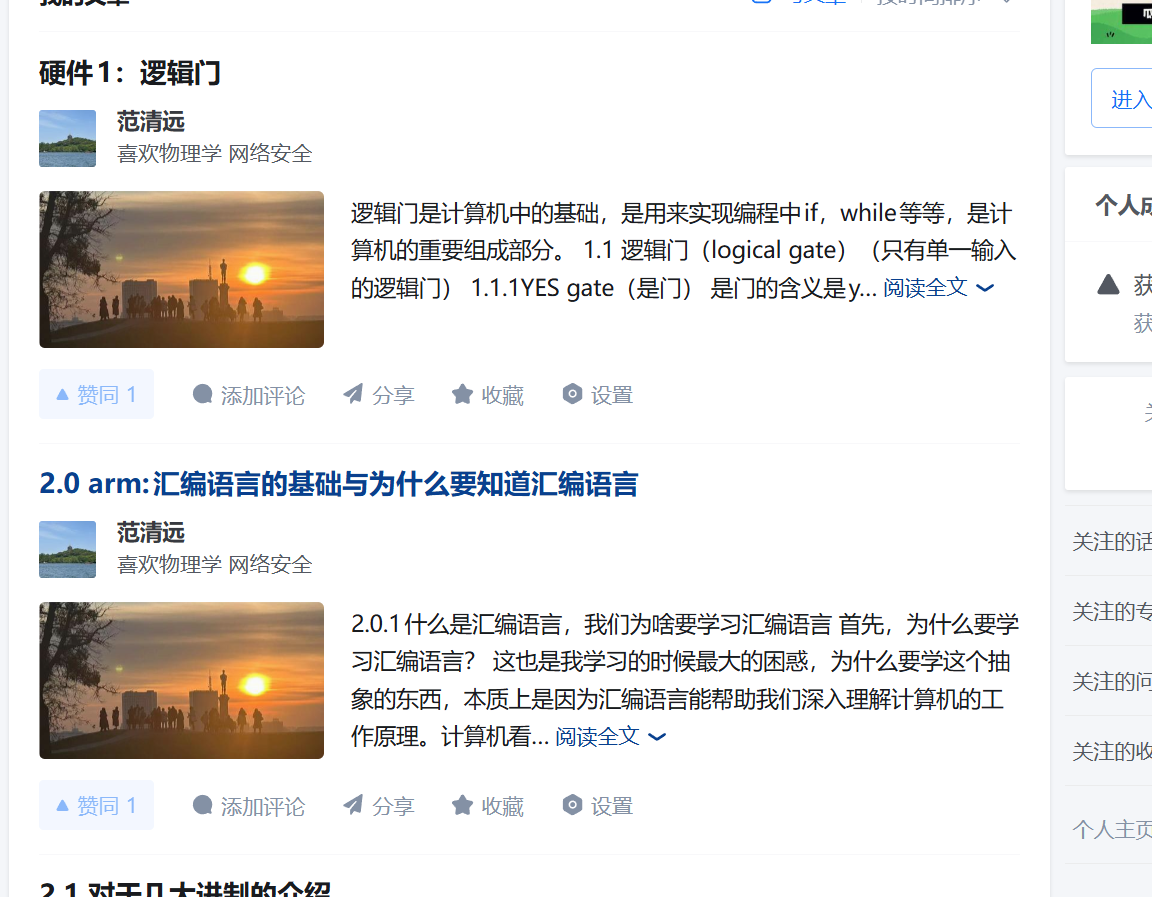 我的文章
硬件1：逻辑门
范清远
喜欢物理学 网络安全
逻辑门是计算机中的基础，是用来实现编程中if，while等等，是计
算机的重要组成部分。 1.1 逻辑门（logical gate）（只有单一输入
的逻辑门） 1.1.1YES gate（是门） 是门的含义是y... 阅读全文
赞同 1 添加评论 分享 收藏 设置
2.0 arm:汇编语言的基础与为什么要知道汇编语言
范清远
喜欢物理学 网络安全
2.0.1什么是汇编语言，我们为啥要学习汇编语言 首先，为什么要学
习汇编语言？ 这也是我学习的时候最大的困惑，为什么要学这个抽
象的东西，本质上是因为汇编语言能帮助我们深入理解计算机的工
作原理。计算机看... 阅读全文
赞同 1 添加评论 分享 收藏 设置
2.1 对于几大进制的介绍
进入
个人成
获
获
关注的话
关注的专
关注的问
关注的收
个人主页